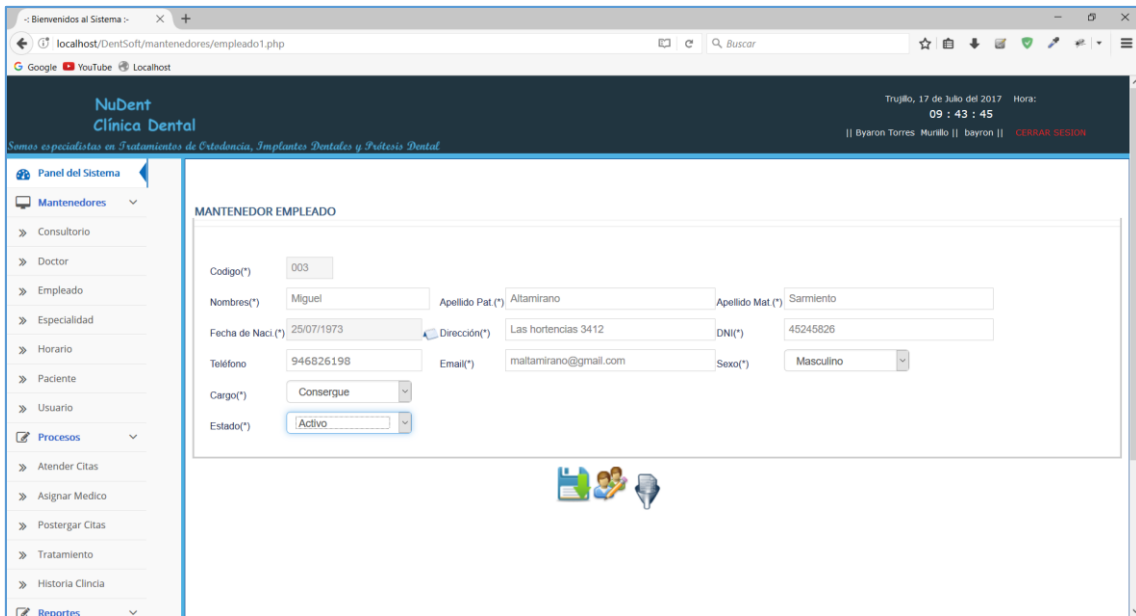 -: Bienvenidos al Sistema :-
localhost/DentSoft/mantenedores/empleado1.php
Buscar
Google YouTube Localhost
NuDent
Clínica Dental
Somos especialistas en Tratamientos de Ortodoncia, Implantes Dentales y Prótesis Dental
Trujillo, 17 de Julio del 2017 Hora:
09 : 43 : 45
|| Byaron Torres Murillo || bayron || CERRAR SESION
Panel del Sistema
Mantenedores
Consultorio
Doctor
Empleado
Especialidad
Horario
Paciente
Usuario
Procesos
Atender Citas
Asignar Medico
Postergar Citas
Tratamiento
Historia Clincia
Reportes
MANTENEDOR EMPLEADO
Codigo(*) 003
Nombres(*) Miguel Apellido Pat.(*) Altamirano Apellido Mat.(*) Sarmiento
Fecha de Naci.(*) 25/07/1973 Dirección(*) Las hortencias 3412 DNI(*) 45245826
Teléfono 946826198 Email(*) maltamirano@gmail.com Sexo(*) Masculino
Cargo(*) Consergue
Estado(*) Activo